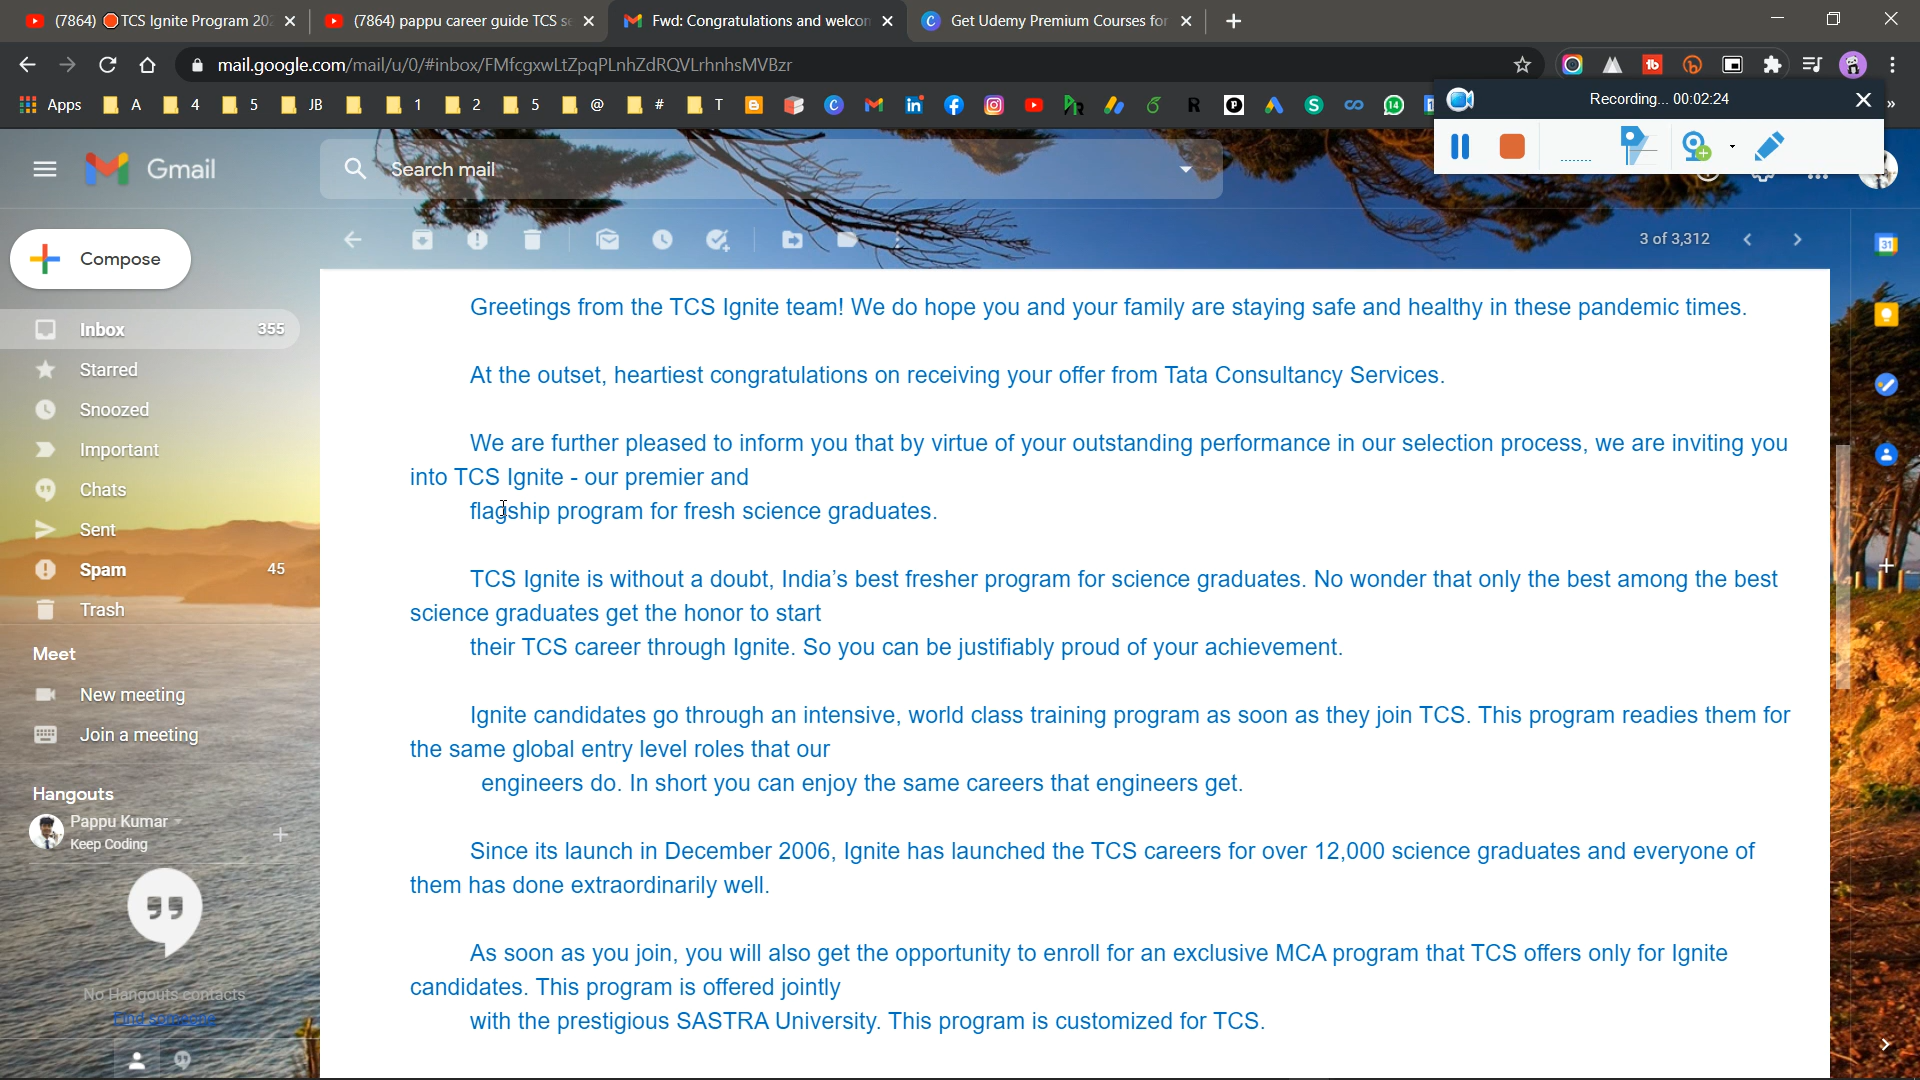 (7864) 🔴TCS Ignite Program 202
(7864) pappu career guide TCS se
Fwd: Congratulations and welcom
Get Udemy Premium Courses for
mail.google.com/mail/u/0/#inbox/FMfcgxwLtZpqPLnhZdRQVLrhnhsMVBzr
Apps A 4 5 JB 1 2 5 @ # T
Recording... 00:02:24
Gmail
Search mail
Compose
3 of 3,312
Inbox 355
Starred
Snoozed
Important
Chats
Sent
Spam 45
Trash
Meet
New meeting
Join a meeting
Hangouts
Pappu Kumar
Keep Coding
No Hangouts contacts
Find someone
Greetings from the TCS Ignite team! We do hope you and your family are staying safe and healthy in these pandemic times.
At the outset, heartiest congratulations on receiving your offer from Tata Consultancy Services.
We are further pleased to inform you that by virtue of your outstanding performance in our selection process, we are inviting you
into TCS Ignite - our premier and
flagship program for fresh science graduates.
TCS Ignite is without a doubt, India's best fresher program for science graduates. No wonder that only the best among the best
science graduates get the honor to start
their TCS career through Ignite. So you can be justifiably proud of your achievement.
Ignite candidates go through an intensive, world class training program as soon as they join TCS. This program readies them for
the same global entry level roles that our
engineers do. In short you can enjoy the same careers that engineers get.
Since its launch in December 2006, Ignite has launched the TCS careers for over 12,000 science graduates and everyone of
them has done extraordinarily well.
As soon as you join, you will also get the opportunity to enroll for an exclusive MCA program that TCS offers only for Ignite
candidates. This program is offered jointly
with the prestigious SASTRA University. This program is customized for TCS.